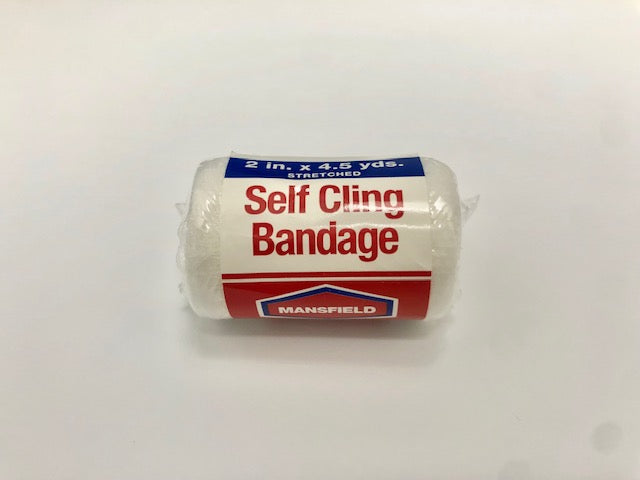 2 in. x 4.5 yds.
STRETCHED
Self Cling
Bandage
MANSFIELD